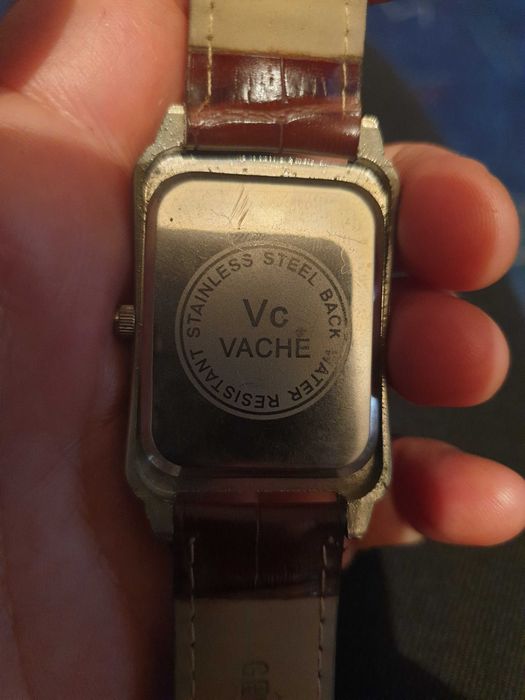 STAINLESS STEEL BACK
Vc
VACHE
WATER RESISTANT